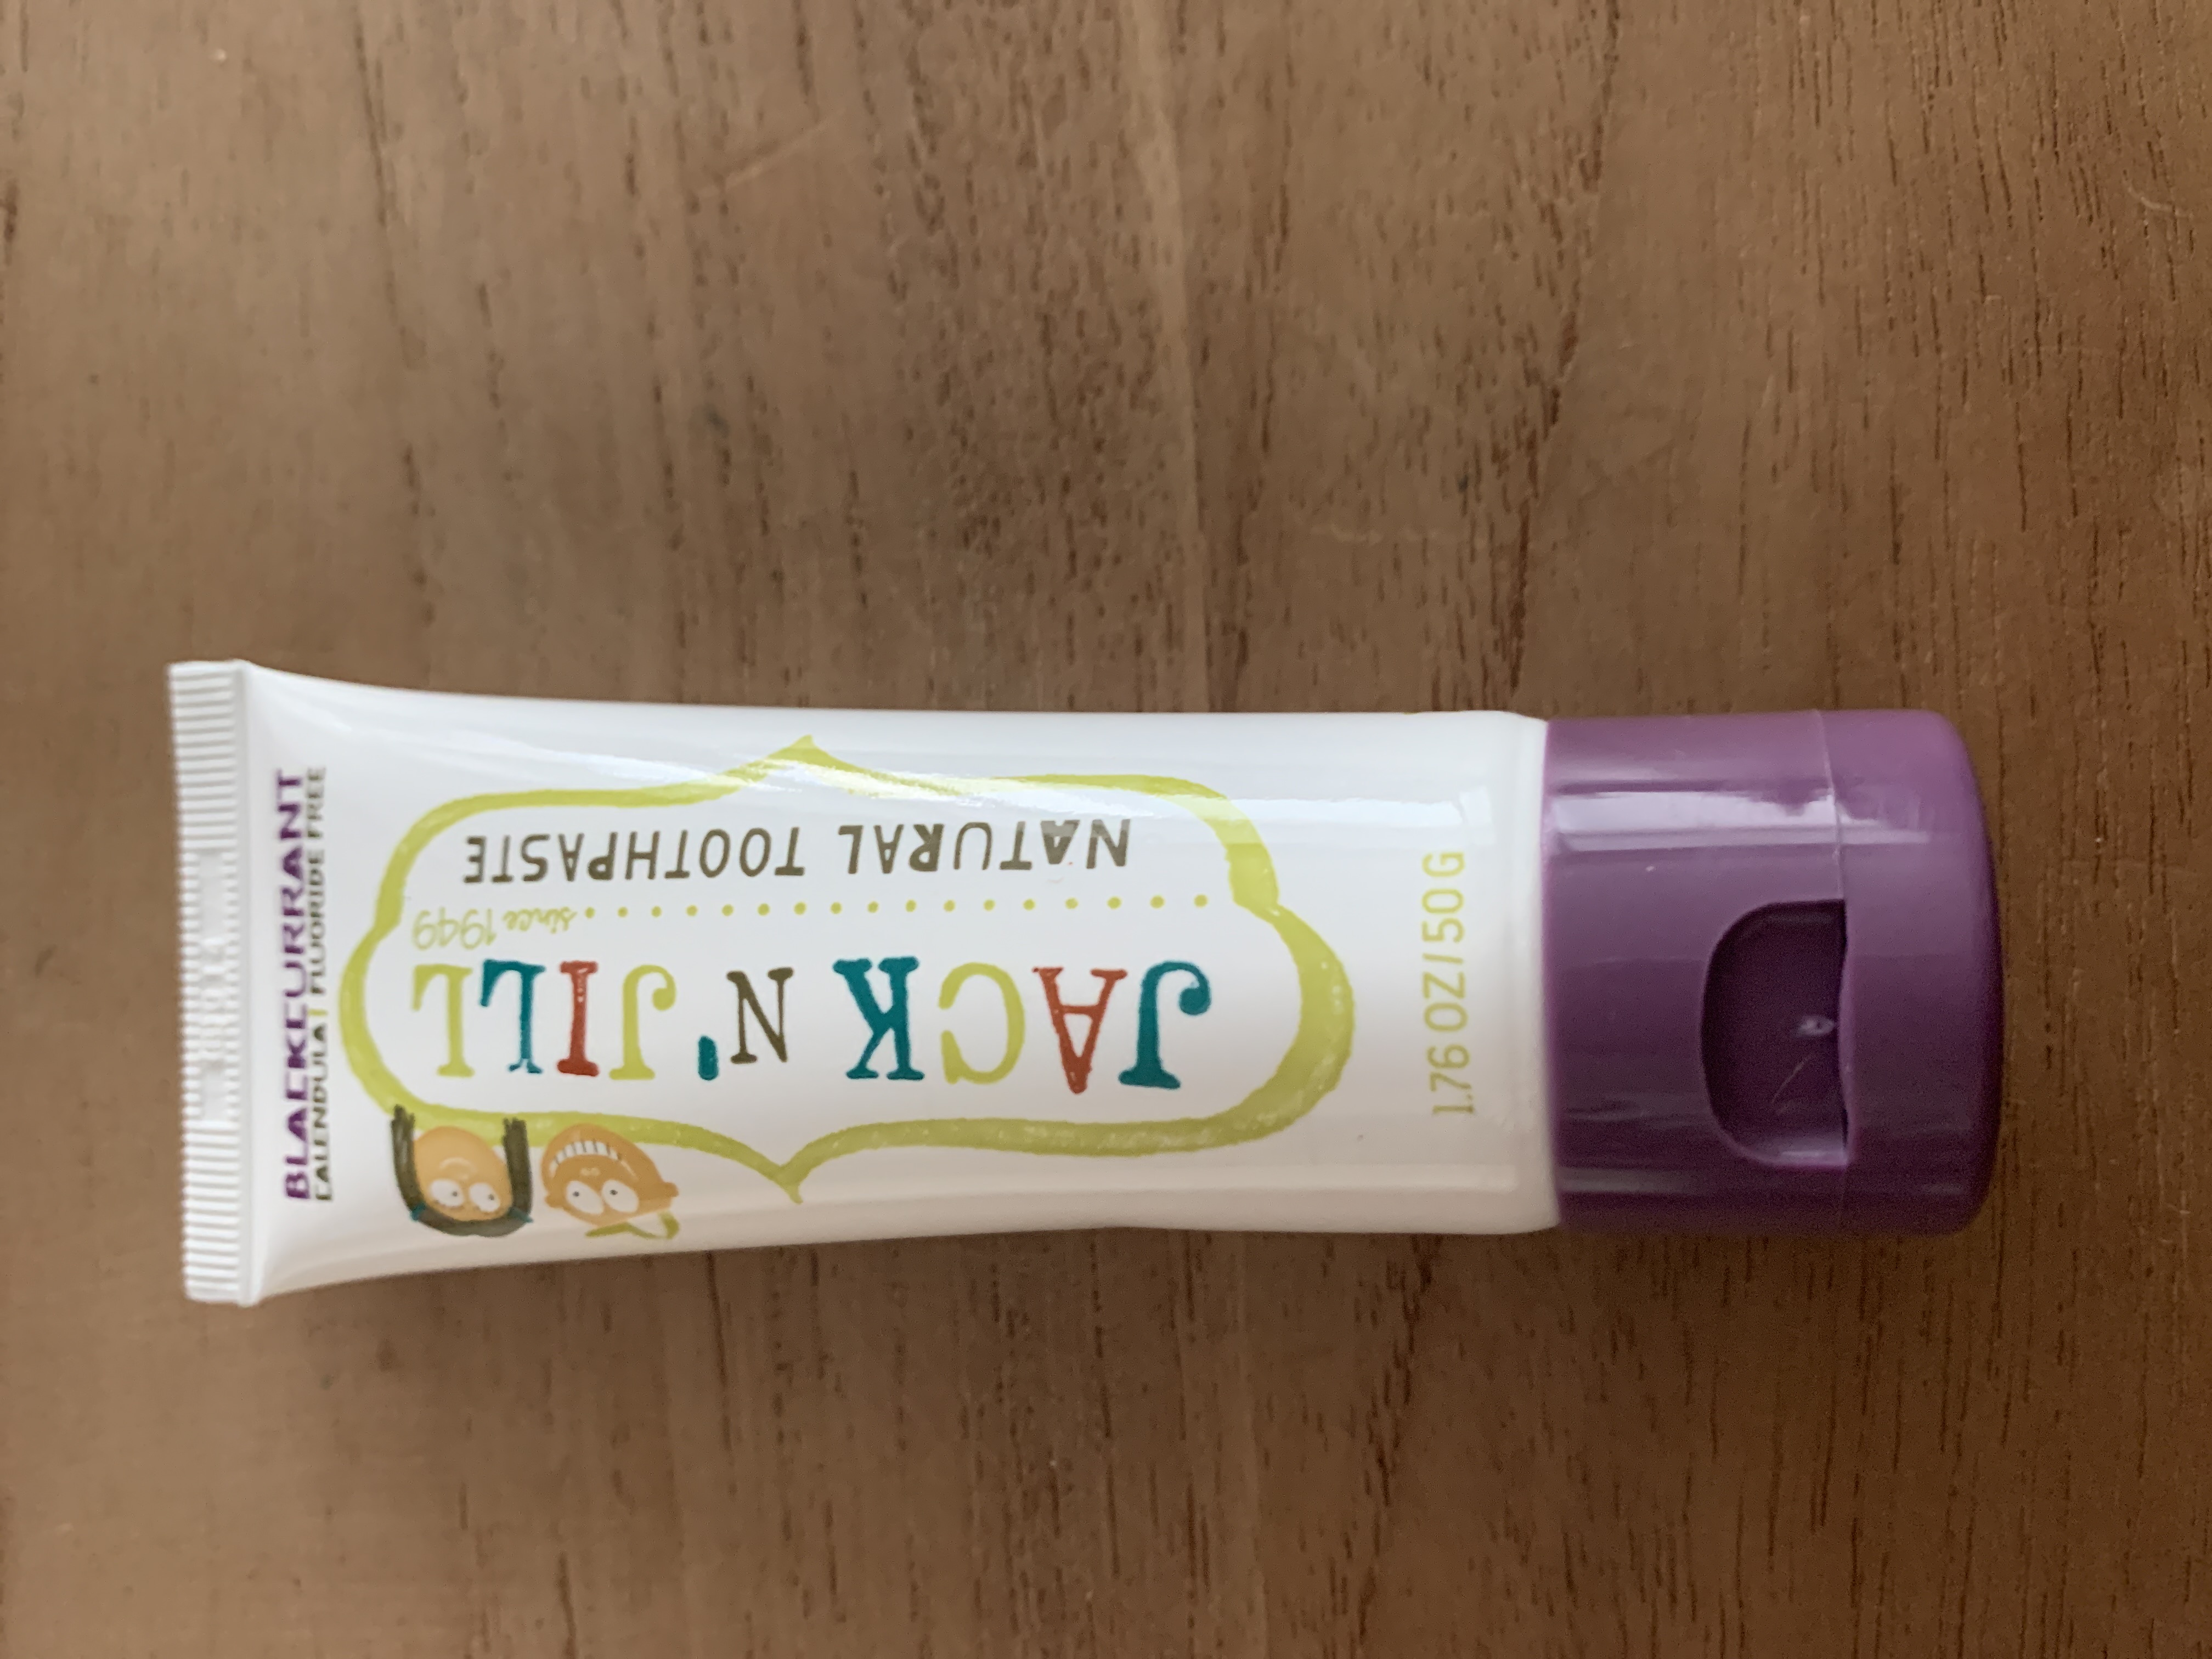 JACK N' JILL
since 1949
NATURAL TOOTHPASTE
BLACKCURRANT
CALENDULA | FLUORIDE FREE
1.76 OZ / 50 G